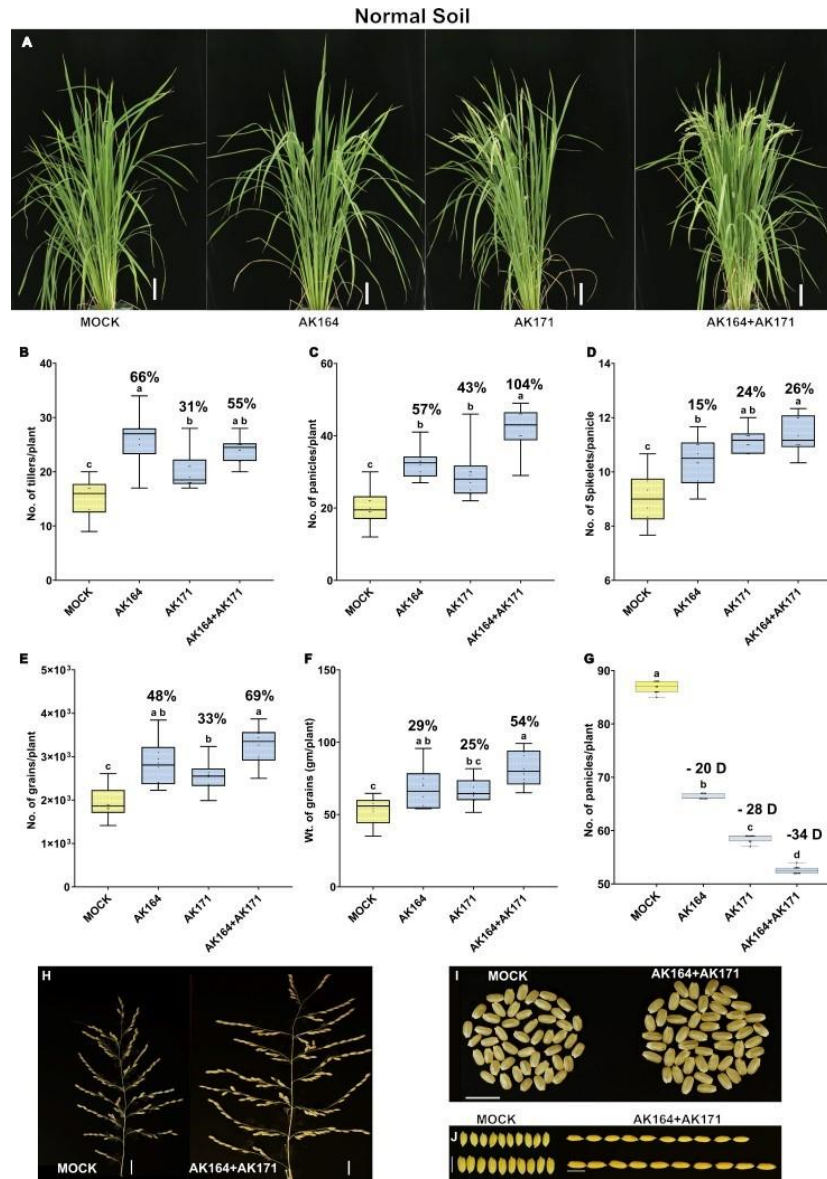 Normal Soil
A
MOCK AK164 AK171 AK164+AK171
B
No. of tillers/plant
40
30
20
10
0
c
66%
a
31%
b
55%
a b
MOCK
AK164
AK171
AK164+AK171
C
No. of panicles/plant
60
40
20
0
c
57%
b
43%
b
104%
a
MOCK
AK164
AK171
AK164+AK171
D
No. of Spikelets/panicle
14
12
10
8
6
c
15%
b
24%
a b
26%
a
MOCK
AK164
AK171
AK164+AK171
E
No. of grains/plant
5×10³
4×10³
3×10³
2×10³
1×10³
0
c
48%
a b
33%
b
69%
a
MOCK
AK164
AK171
AK164+AK171
F
Wt. of grains (gm/plant)
150
100
50
0
c
29%
a b
25%
b c
54%
a
MOCK
AK164
AK171
AK164+AK171
G
No. of panicles/plant
90
80
70
60
50
a
- 20 D
b
- 28 D
c
-34 D
d
MOCK
AK164
AK171
AK164+AK171
H
MOCK AK164+AK171
I
MOCK AK164+AK171
MOCK AK164+AK171
J